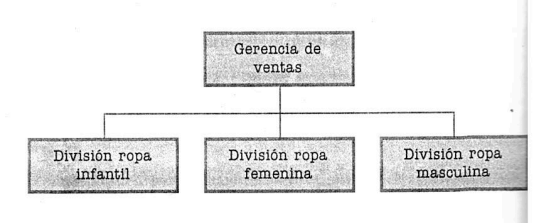 Gerencia de
ventas
División ropa
infantil
División ropa
femenina
División ropa
masculina